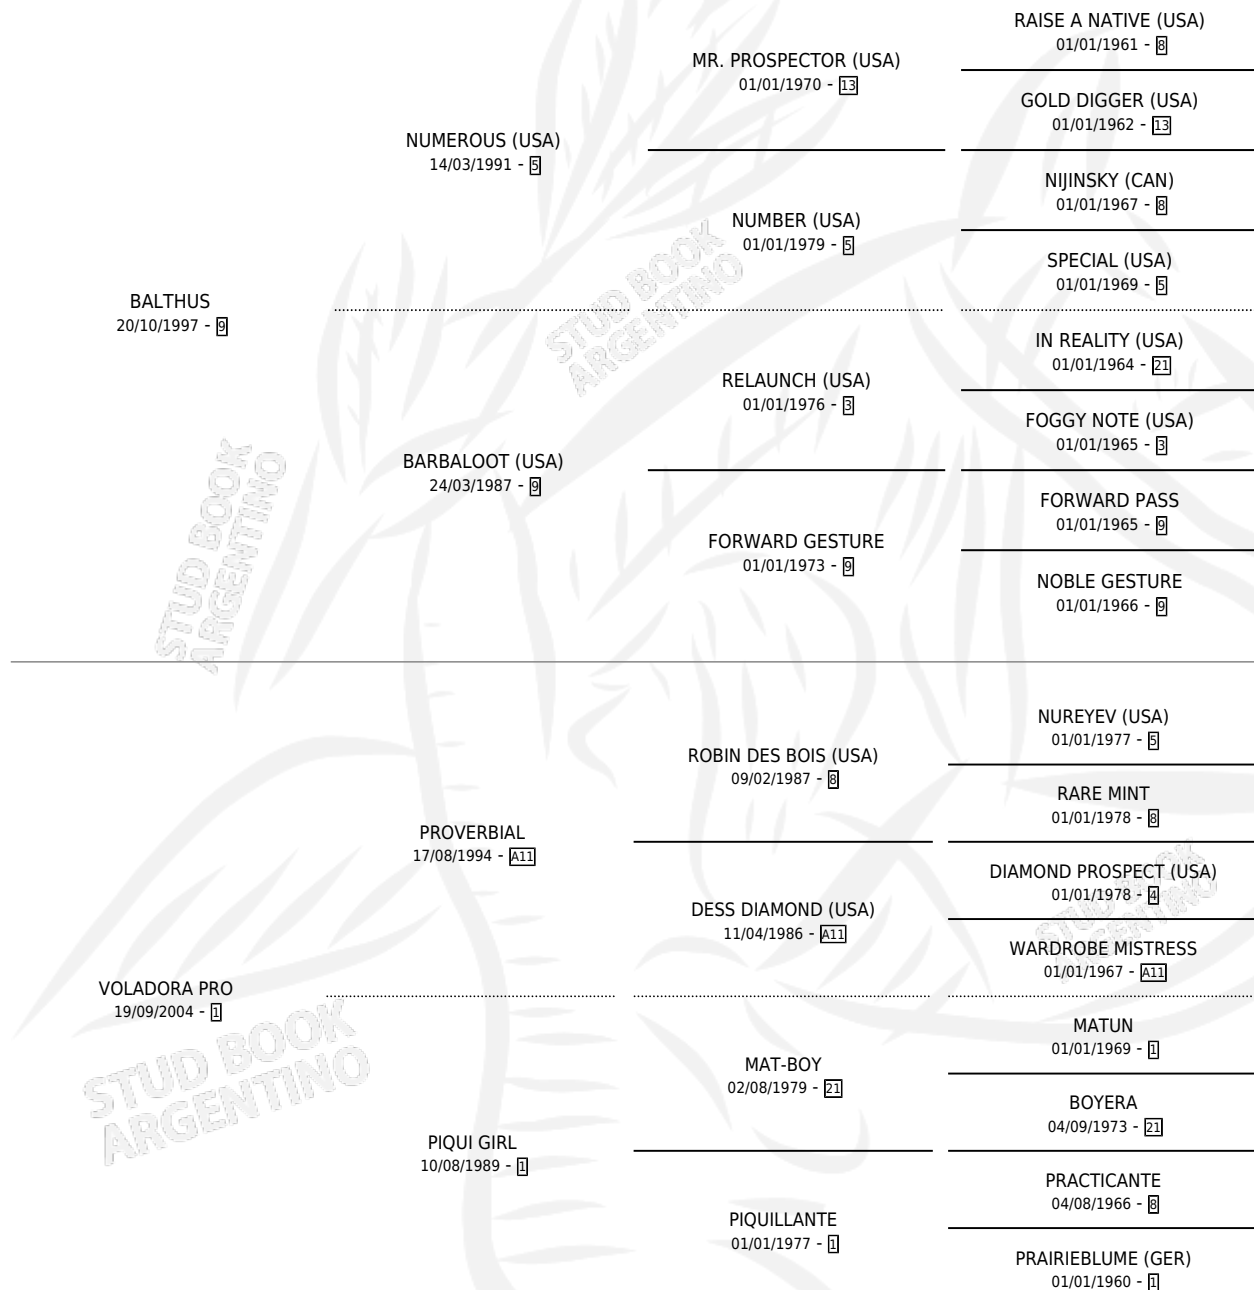 RAISE A NATIVE (USA)
01/01/1961 - 8
MR. PROSPECTOR (USA)
01/01/1970 - 13
GOLD DIGGER (USA)
01/01/1962 - 13
NUMEROUS (USA)
14/03/1991 - 5
NIJINSKY (CAN)
01/01/1967 - 8
NUMBER (USA)
01/01/1979 - 5
SPECIAL (USA)
01/01/1969 - 5
BALTHUS
20/10/1997 - 9
IN REALITY (USA)
01/01/1964 - 21
RELAUNCH (USA)
01/01/1976 - 3
FOGGY NOTE (USA)
01/01/1965 - 3
BARBALOOT (USA)
24/03/1987 - 9
FORWARD PASS
01/01/1965 - 9
FORWARD GESTURE
01/01/1973 - 9
NOBLE GESTURE
01/01/1966 - 9
NUREYEV (USA)
01/01/1977 - 5
ROBIN DES BOIS (USA)
09/02/1987 - 8
RARE MINT
01/01/1978 - 8
PROVERBIAL
17/08/1994 - A11
DIAMOND PROSPECT (USA)
01/01/1978 - 4
DESS DIAMOND (USA)
11/04/1986 - A11
WARDROBE MISTRESS
01/01/1967 - A11
VOLADORA PRO
19/09/2004 - 1
MATUN
01/01/1969 - 1
MAT-BOY
02/08/1979 - 21
BOYERA
04/09/1973 - 21
PIQUI GIRL
10/08/1989 - 1
PRACTICANTE
04/08/1966 - 8
PIQUILLANTE
01/01/1977 - 1
PRAIRIEBLUME (GER)
01/01/1960 - 1
STUD BOOK
ARGENTINO
STUD BOOK
ARGENTINO
STUD BOOK
ARGENTINO
STUD BOOK
ARGENTINO